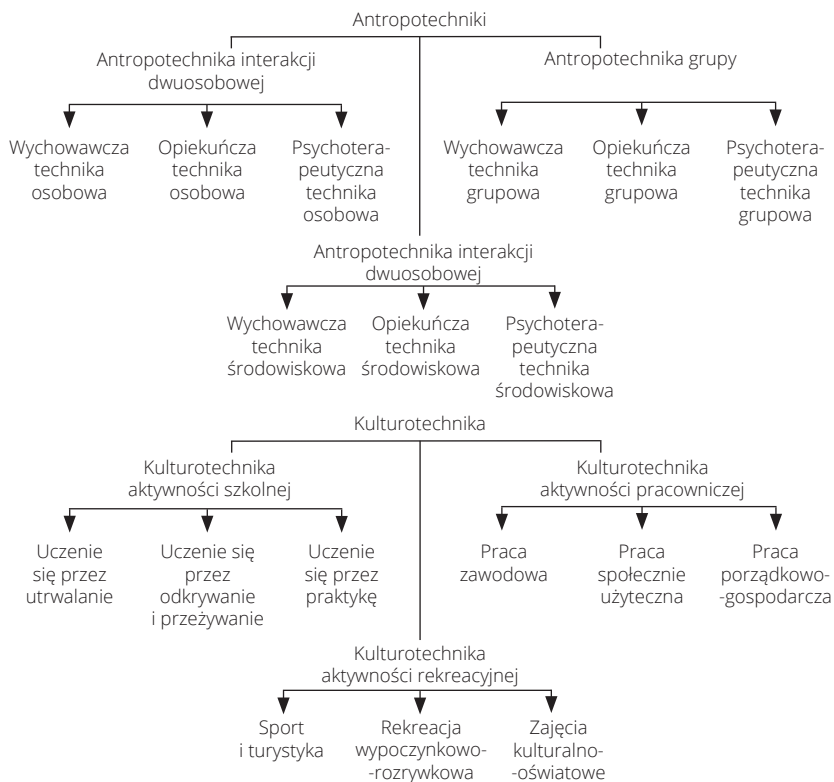 Antropotechniki
Antropotechnika interakcji
dwuosobowej
Antropotechnika grupy
Wychowawcza
technika
osobowa
Opiekuńcza
technika
osobowa
Psychotera-
peutyczna
technika
osobowa
Wychowawcza
technika
grupowa
Opiekuńcza
technika
grupowa
Psychotera-
peutyczna
technika
grupowa
Antropotechnika interakcji
dwuosobowej
Wychowawcza
technika
środowiskowa
Opiekuńcza
technika
środowiskowa
Psychotera-
peutyczna
technika
środowiskowa
Kulturotechnika
Kulturotechnika
aktywności szkolnej
Kulturotechnika
aktywności pracowniczej
Uczenie
się przez
utrwalanie
Uczenie się
przez
odkrywanie
i przeżywanie
Uczenie
się przez
praktykę
Praca
zawodowa
Praca
społecznie
użyteczna
Praca
porządkowo-
-gospodarcza
Kulturotechnika
aktywności rekreacyjnej
Sport
i turystyka
Rekreacja
wypoczynkowo-
-rozrywkowa
Zajęcia
kulturalno-
-oświatowe